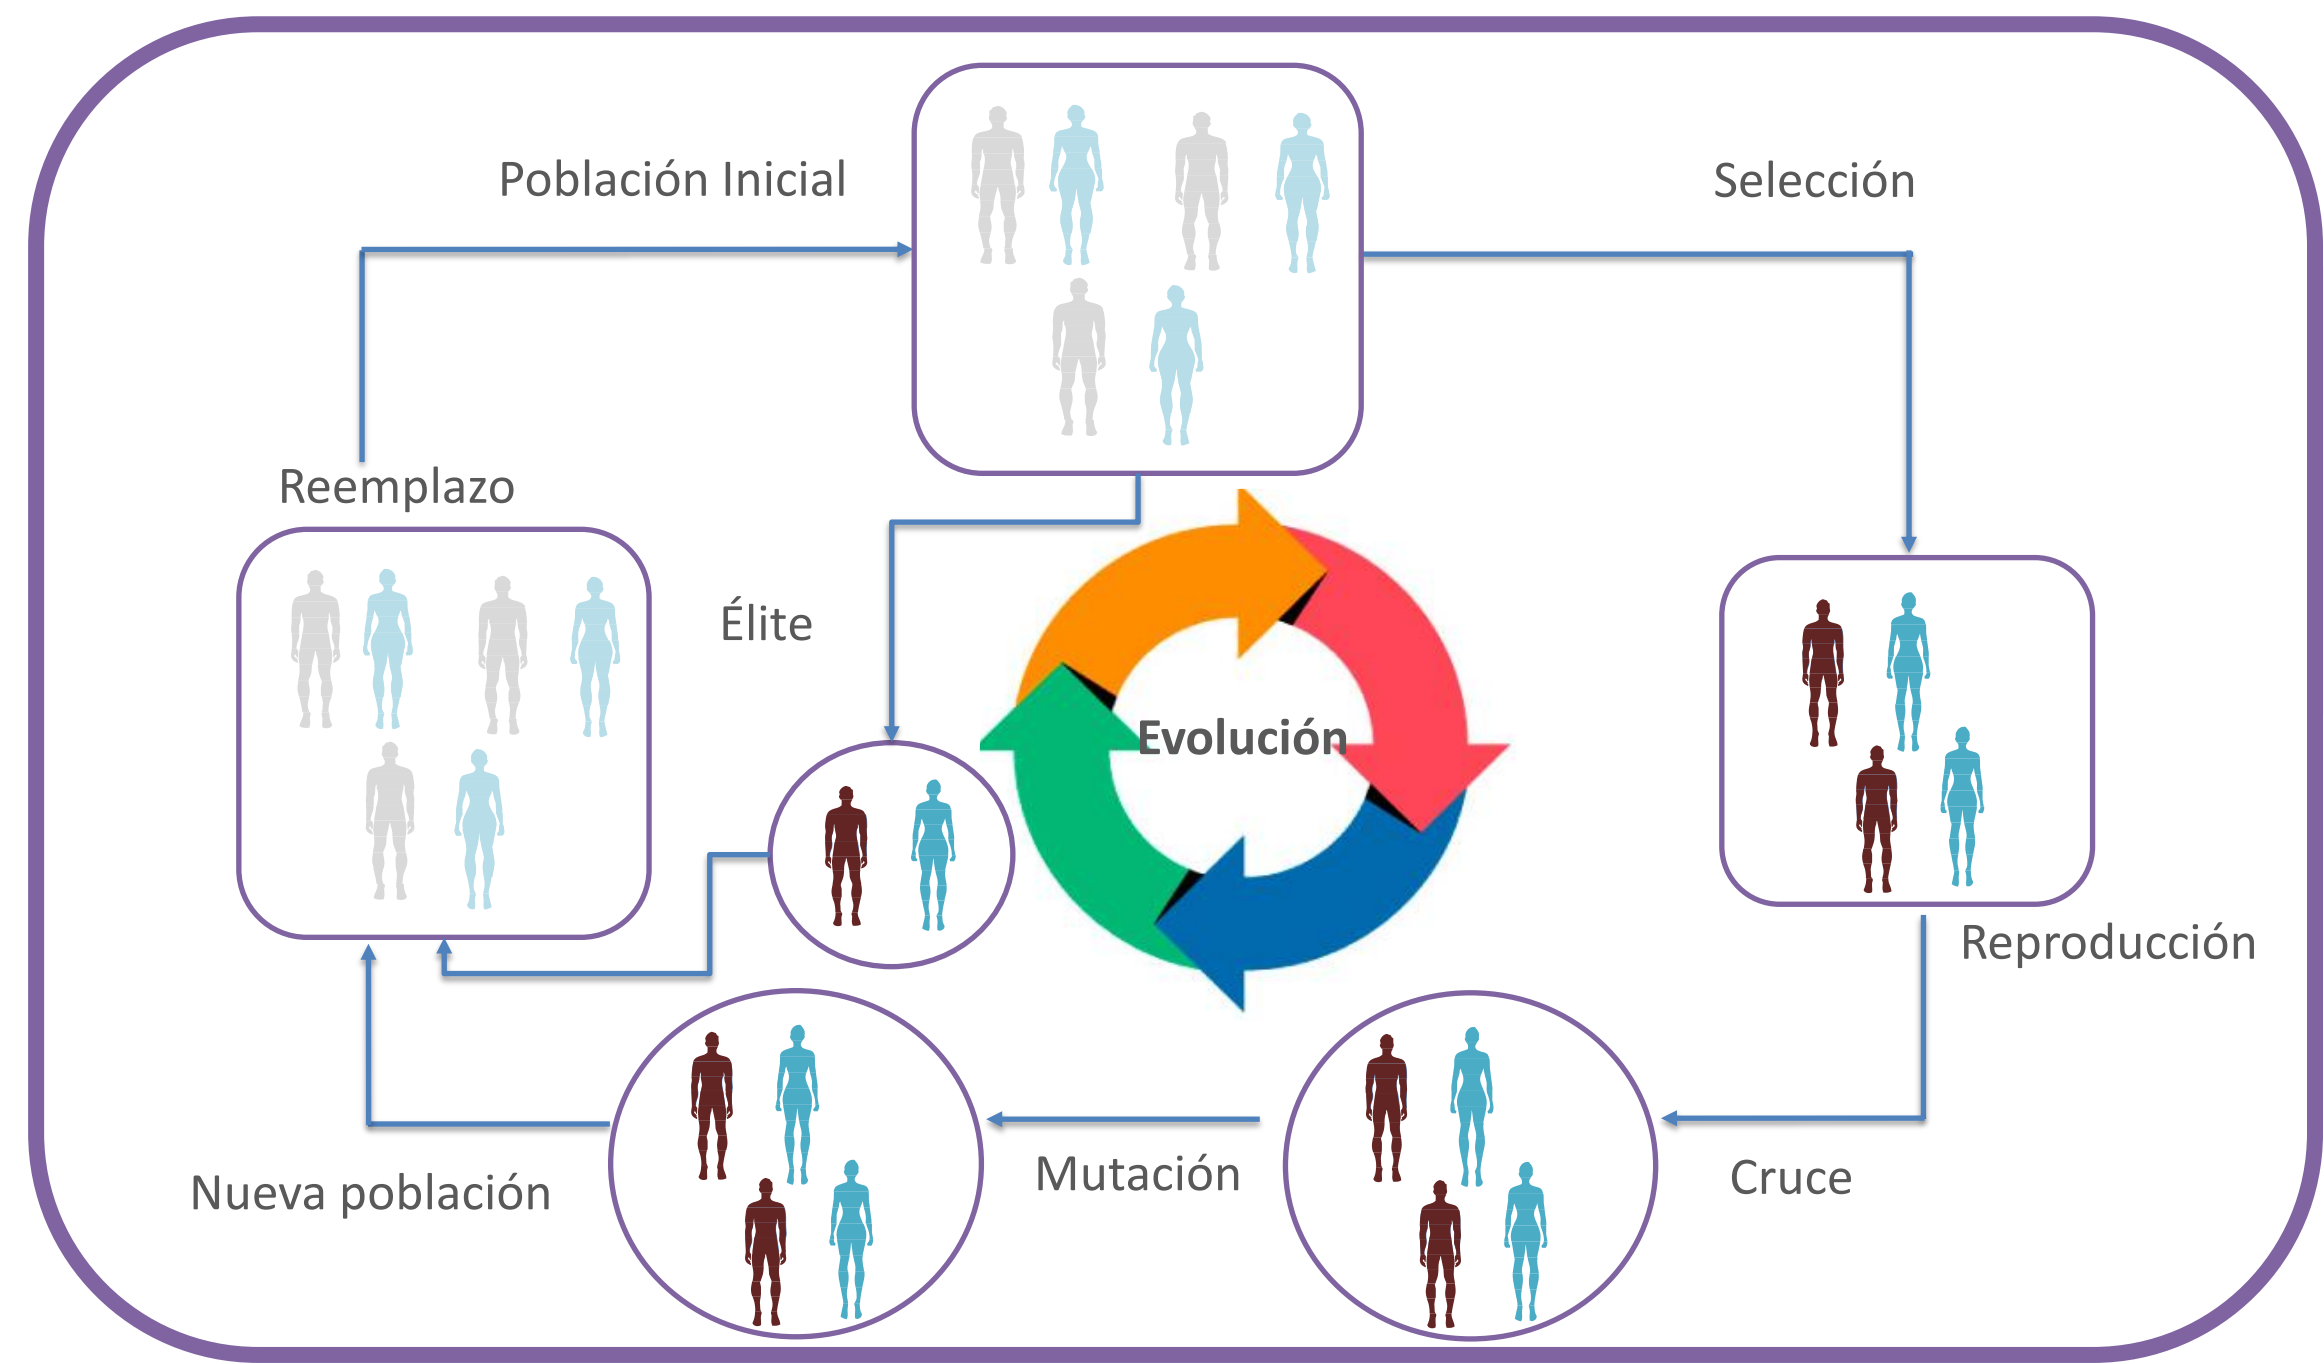 Población Inicial
Selección
Reemplazo
Élite
Evolución
Reproducción
Nueva población
Mutación
Cruce